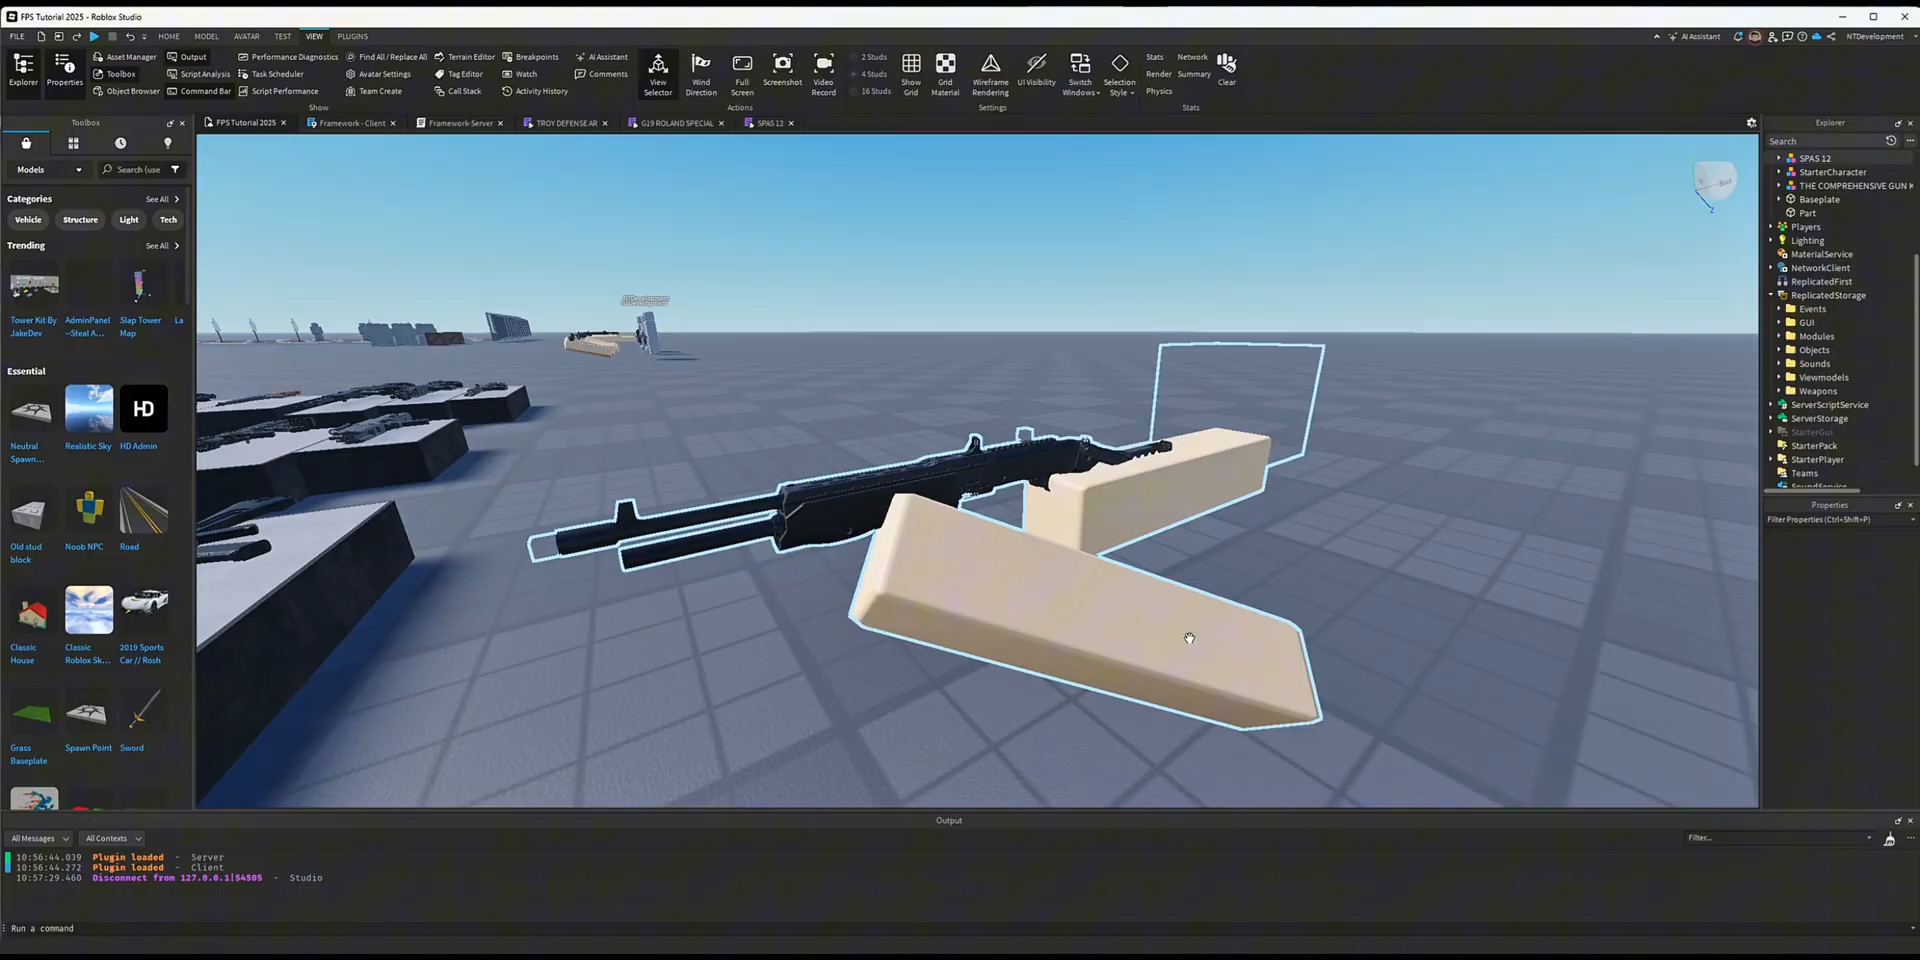 FPS Tutorial 2025 - Roblox Studio
FILE HOME MODEL AVATAR TEST VIEW PLUGINS AI Assistant NTDevelopment
Explorer
Properties
Asset Manager
Toolbox
Object Browser
Output
Script Analysis
Command Bar
Performance Diagnostics
Task Scheduler
Script Performance
Find All / Replace All
Avatar Settings
Team Create
Terrain Editor
Tag Editor
Call Stack
Breakpoints
Watch
Activity History
AI Assistant
Comments
Show
View
Selector
Wind
Direction
Full
Screen
Screenshot
Video
Record
Actions
2 Studs
4 Studs
16 Studs
Show
Grid
Grid
Material
Wireframe
Rendering
UI Visibility
Switch
Windows
Selection
Style
Settings
Stats
Render
Physics
Network
Summary
Clear
Stats
Toolbox
FPS Tutorial 2025 Framework - Client Framework-Server TROY DEFENSE AR G19 ROLAND SPECIAL SPAS 12
Models
Search (use
Categories See All
Vehicle Structure Light Tech
Trending See All
Tower Kit By
JakeDev
AdminPanel
--Steal A...
Slap Tower
Map
La
Essential
HD
Neutral
Spawn...
Realistic Sky
HD Admin
Old stud
block
Noob NPC
Road
Classic
House
Classic
Roblox Sk...
2019 Sports
Car // Rosh
Grass
Baseplate
Spawn Point
Sword
NTDevelopment
Explorer
Search
SPAS 12
StarterCharacter
THE COMPREHENSIVE GUN K
Baseplate
Part
Players
Lighting
MaterialService
NetworkClient
ReplicatedFirst
ReplicatedStorage
Events
GUI
Modules
Objects
Sounds
Viewmodels
Weapons
ServerScriptService
ServerStorage
StarterGui
StarterPack
StarterPlayer
Teams
SoundService
Properties
Filter Properties (Ctrl+Shift+P)
Output
All Messages All Contexts Filter...
10:56:44.039 Plugin loaded - Server
10:56:44.272 Plugin loaded - Client
10:57:29.460 Disconnect from 127.0.0.1|54505 - Studio
Run a command